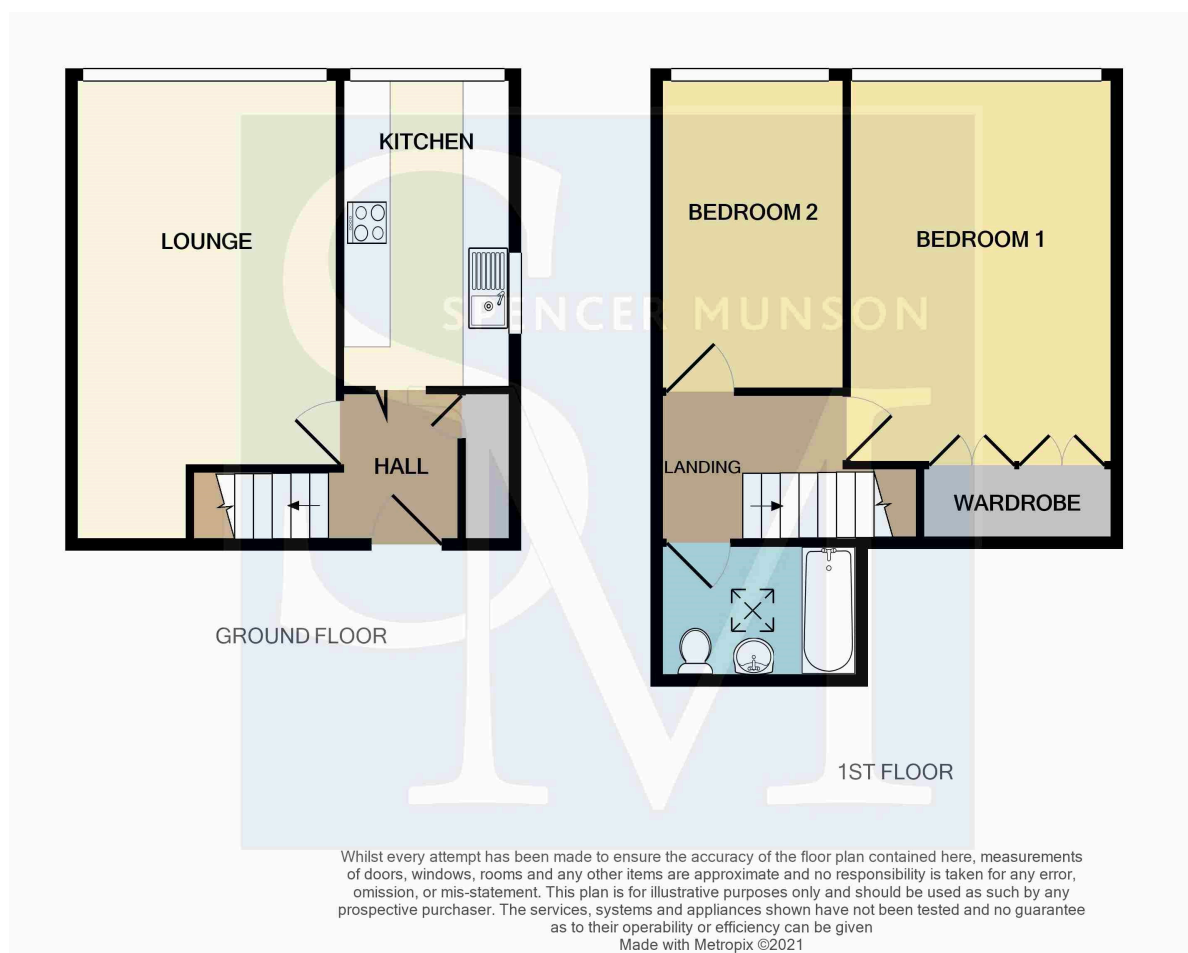 KITCHEN
LOUNGE
HALL
GROUND FLOOR
BEDROOM 2
BEDROOM 1
LANDING
WARDROBE
1ST FLOOR
SPENCER MUNSON
SM
Whilst every attempt has been made to ensure the accuracy of the floor plan contained here, measurements
of doors, windows, rooms and any other items are approximate and no responsibility is taken for any error,
omission, or mis-statement. This plan is for illustrative purposes only and should be used as such by any
prospective purchaser. The services, systems and appliances shown have not been tested and no guarantee
as to their operability or efficiency can be given
Made with Metropix ©2021